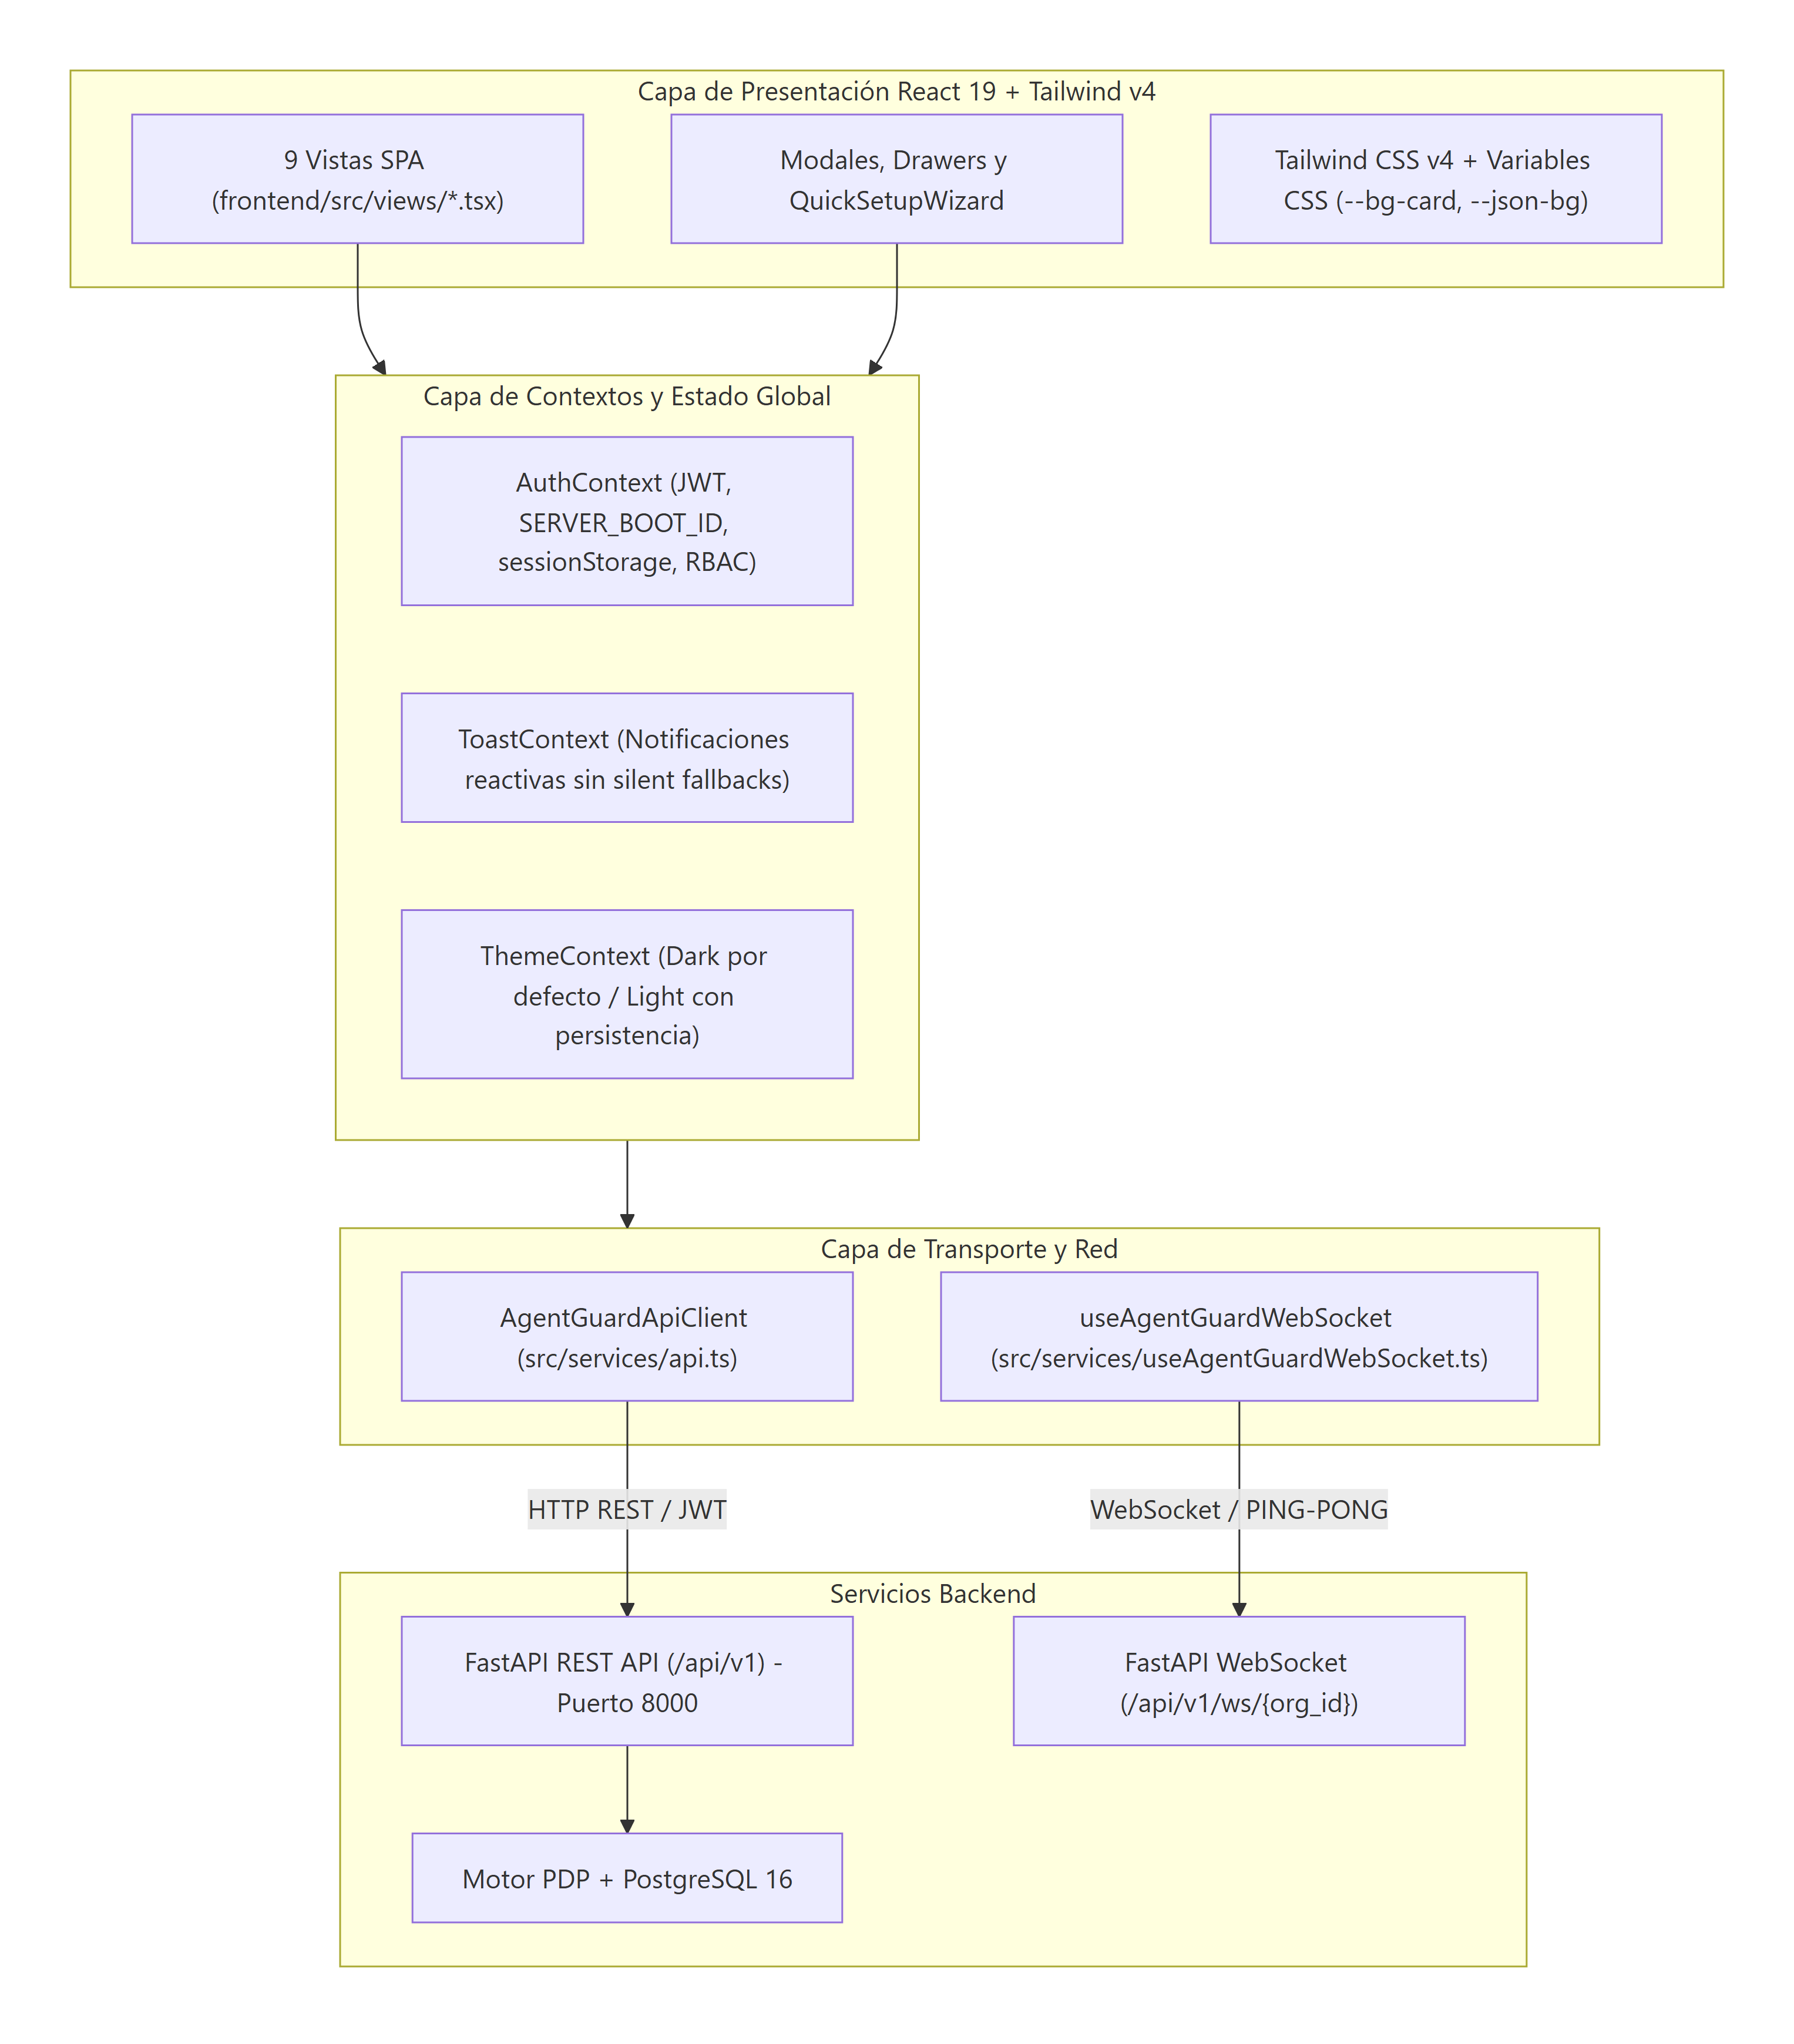 Capa de Presentación React 19 + Tailwind v4
9 Vistas SPA
(frontend/src/views/*.tsx)
Modales, Drawers y
QuickSetupWizard
Tailwind CSS v4 + Variables
CSS (--bg-card, --json-bg)
Capa de Contextos y Estado Global
AuthContext (JWT,
SERVER_BOOT_ID,
sessionStorage, RBAC)
ToastContext (Notificaciones
reactivas sin silent fallbacks)
ThemeContext (Dark por
defecto / Light con
persistencia)
Capa de Transporte y Red
AgentGuardApiClient
(src/services/api.ts)
useAgentGuardWebSocket
(src/services/useAgentGuardWebSocket.ts)
HTTP REST / JWT
WebSocket / PING-PONG
Servicios Backend
FastAPI REST API (/api/v1) -
Puerto 8000
FastAPI WebSocket
(/api/v1/ws/{org_id})
Motor PDP + PostgreSQL 16